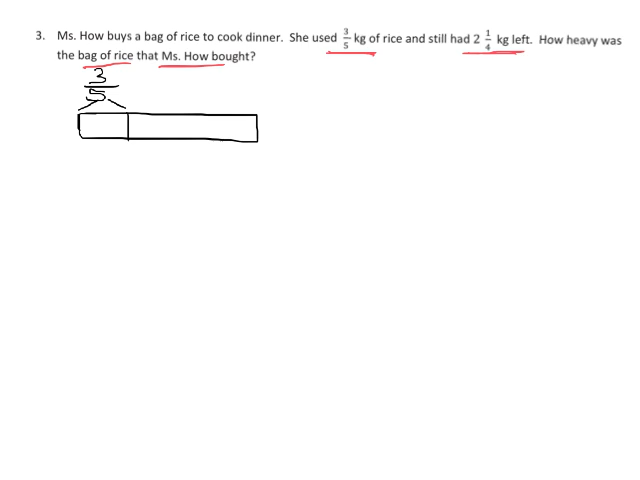 3. Ms. How buys a bag of rice to cook dinner. She used 3/5 kg of rice and still had 2 1/4 kg left. How heavy was
the bag of rice that Ms. How bought?
3/5